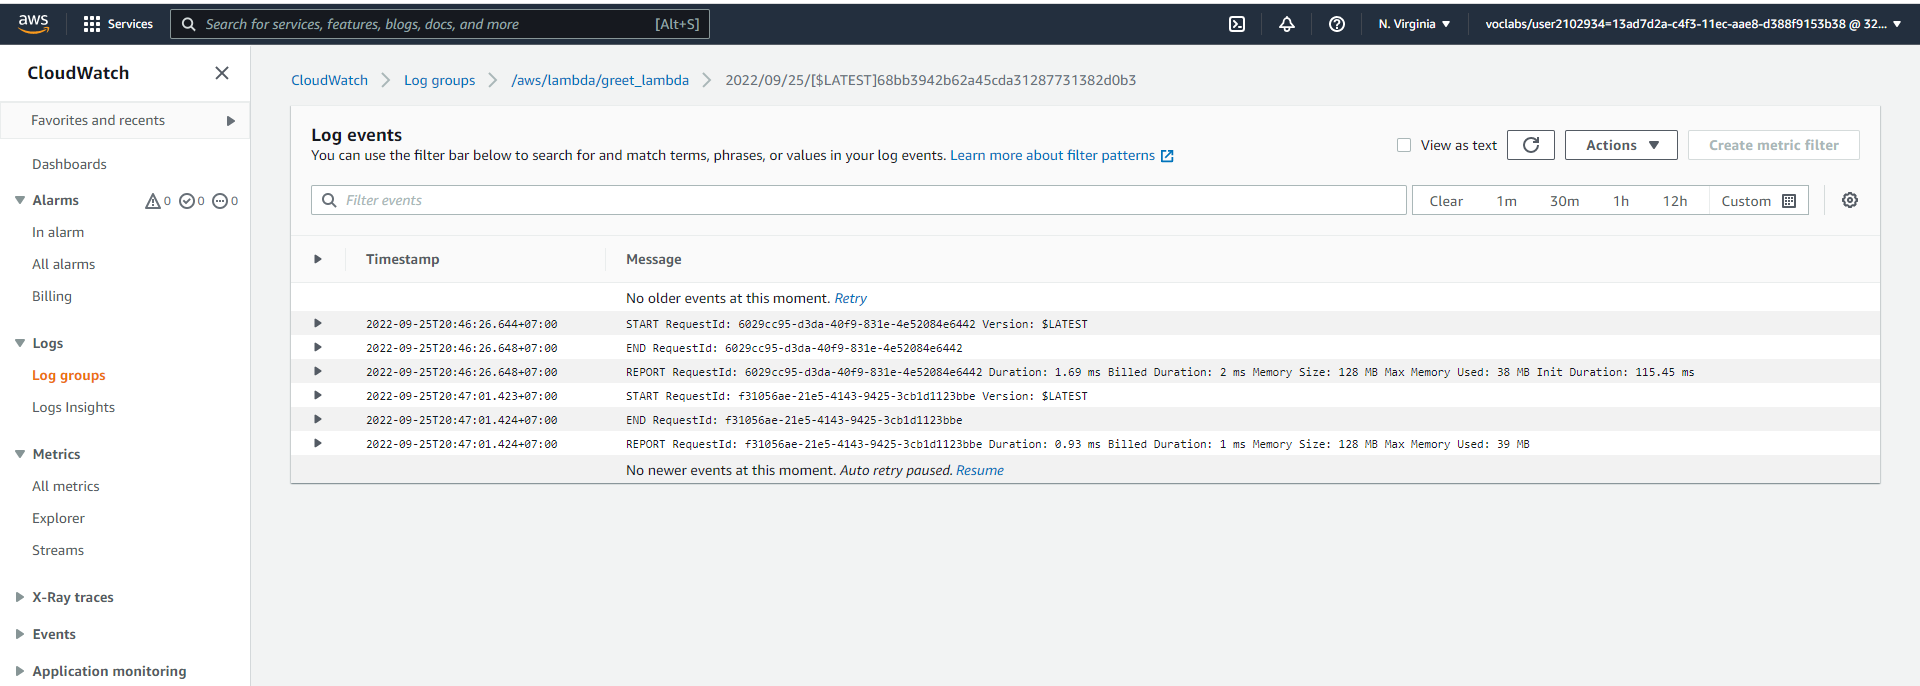 aws
Services
Search for services, features, blogs, docs, and more [Alt+S]
N. Virginia
voclabs/user2102934=13ad7d2a-c4f3-11ec-aae8-d388f9153b38 @ 32...
CloudWatch
Favorites and recents
Dashboards
Alarms 0 0 0
In alarm
All alarms
Billing
Logs
Log groups
Logs Insights
Metrics
All metrics
Explorer
Streams
X-Ray traces
Events
Application monitoring
CloudWatch Log groups /aws/lambda/greet_lambda 2022/09/25/[$LATEST]68bb3942b62a45cda31287731382d0b3
Log events
You can use the filter bar below to search for and match terms, phrases, or values in your log events. Learn more about filter patterns
View as text
Actions
Create metric filter
Filter events
Clear 1m 30m 1h 12h Custom
Timestamp Message
No older events at this moment. Retry
2022-09-25T20:46:26.644+07:00 START RequestId: 6029cc95-d3da-40f9-831e-4e52084e6442 Version: $LATEST
2022-09-25T20:46:26.648+07:00 END RequestId: 6029cc95-d3da-40f9-831e-4e52084e6442
2022-09-25T20:46:26.648+07:00 REPORT RequestId: 6029cc95-d3da-40f9-831e-4e52084e6442 Duration: 1.69 ms Billed Duration: 2 ms Memory Size: 128 MB Max Memory Used: 38 MB Init Duration: 115.45 ms
2022-09-25T20:47:01.423+07:00 START RequestId: f31056ae-21e5-4143-9425-3cb1d1123bbe Version: $LATEST
2022-09-25T20:47:01.424+07:00 END RequestId: f31056ae-21e5-4143-9425-3cb1d1123bbe
2022-09-25T20:47:01.424+07:00 REPORT RequestId: f31056ae-21e5-4143-9425-3cb1d1123bbe Duration: 0.93 ms Billed Duration: 1 ms Memory Size: 128 MB Max Memory Used: 39 MB
No newer events at this moment. Auto retry paused. Resume